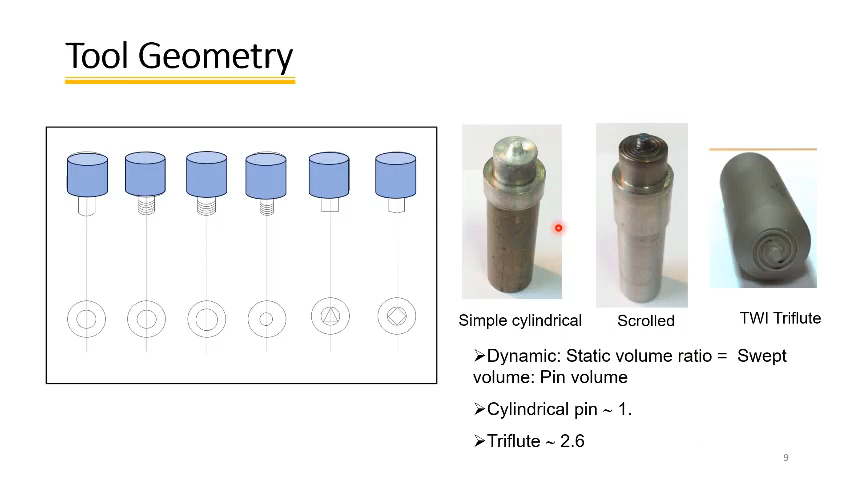 Tool Geometry
Simple cylindrical
Scrolled
TWI Triflute
➢Dynamic: Static volume ratio = Swept
volume: Pin volume
➢Cylindrical pin ~ 1.
➢Triflute ~ 2.6
9